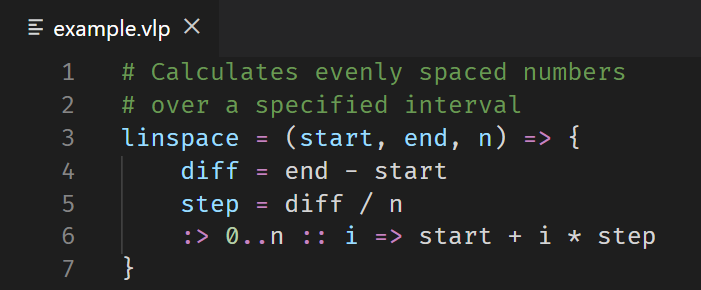 example.vlp
1 # Calculates evenly spaced numbers
2 # over a specified interval
3 linspace = (start, end, n) => {
4     diff = end - start
5     step = diff / n
6     :> 0..n :: i => start + i * step
7 }